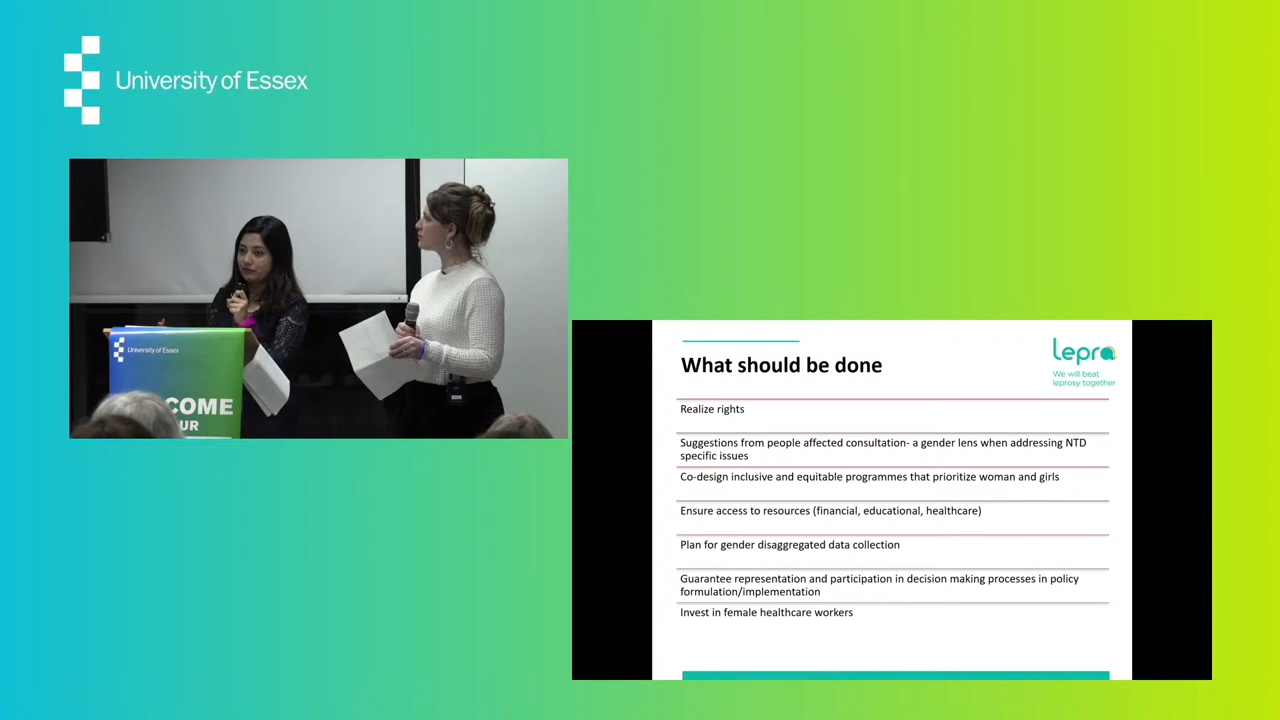 University of Essex
University of Essex
COME
UR
What should be done
lepra
We will beat
leprosy together
Realize rights
Suggestions from people affected consultation- a gender lens when addressing NTD
specific issues
Co-design inclusive and equitable programmes that prioritize woman and girls
Ensure access to resources (financial, educational, healthcare)
Plan for gender disaggregated data collection
Guarantee representation and participation in decision making processes in policy
formulation/implementation
Invest in female healthcare workers